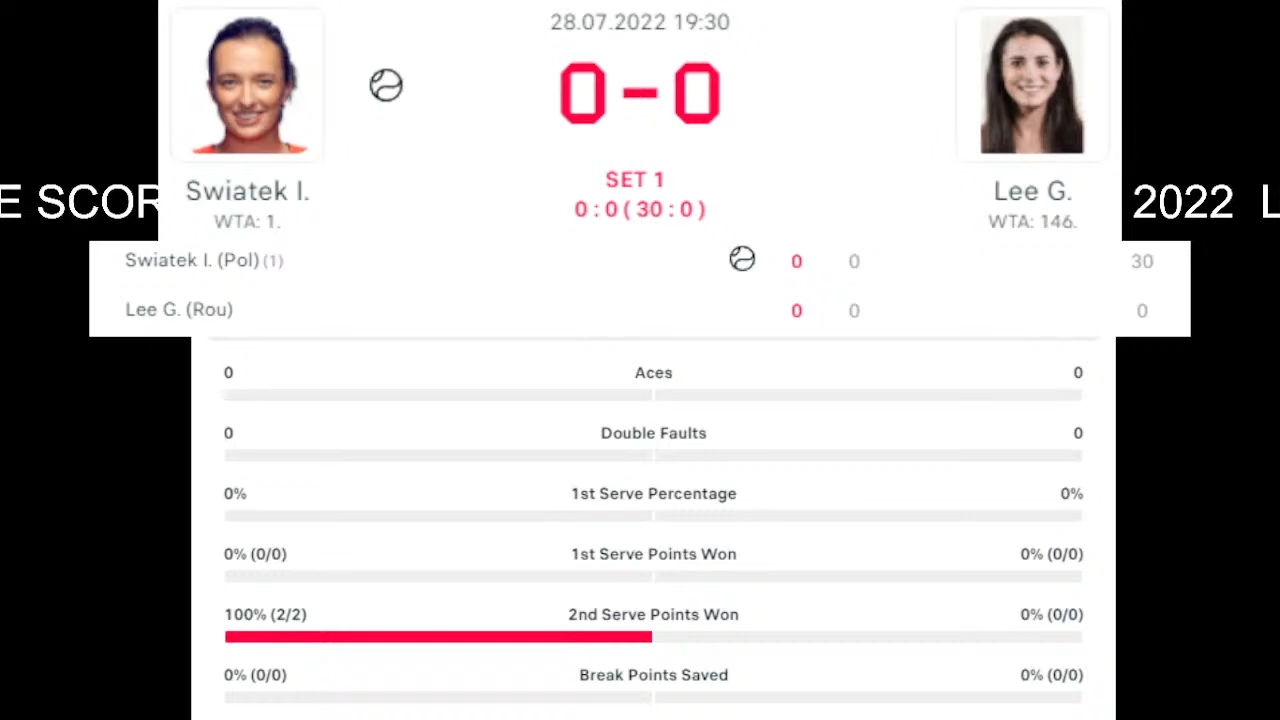 28.07.2022 19:30
0 - 0
SET 1
0 : 0 ( 30 : 0 )
Swiatek I.
WTA: 1.
Lee G.
WTA: 146.
E SCOR
2022 L
Swiatek I. (Pol) (1) 0 0 30
Lee G. (Rou) 0 0 0
0 Aces 0
0 Double Faults 0
0% 1st Serve Percentage 0%
0% (0/0) 1st Serve Points Won 0% (0/0)
100% (2/2) 2nd Serve Points Won 0% (0/0)
0% (0/0) Break Points Saved 0% (0/0)